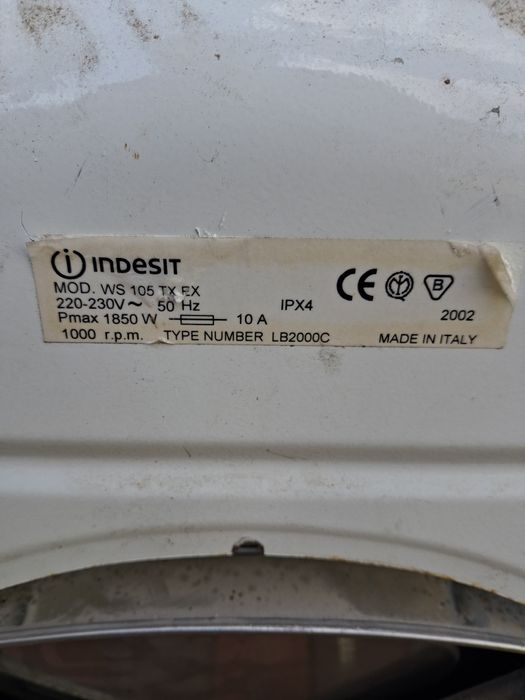 indesit
MOD. WS 105 TX EX
220-230V ~ 50 Hz IPX4
Pmax 1850 W 10 A
1000 r.p.m. TYPE NUMBER LB2000C
CE B
2002
MADE IN ITALY